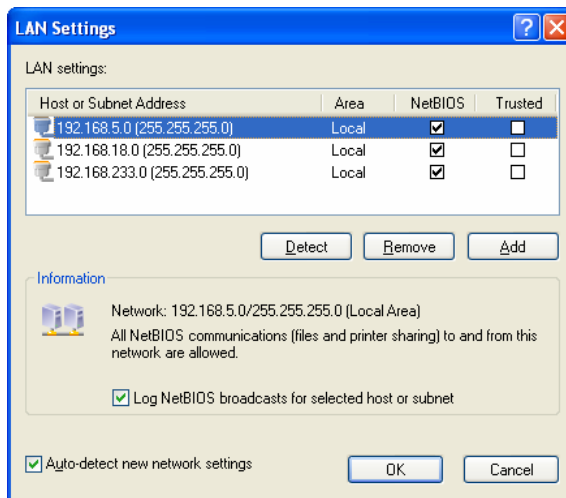 LAN Settings
LAN settings:
Host or Subnet Address Area NetBIOS Trusted
192.168.5.0 (255.255.255.0) Local
192.168.18.0 (255.255.255.0) Local
192.168.233.0 (255.255.255.0) Local
Detect Remove Add
Information
Network: 192.168.5.0/255.255.255.0 (Local Area)
All NetBIOS communications (files and printer sharing) to and from this
network are allowed.
Log NetBIOS broadcasts for selected host or subnet
Auto-detect new network settings OK Cancel